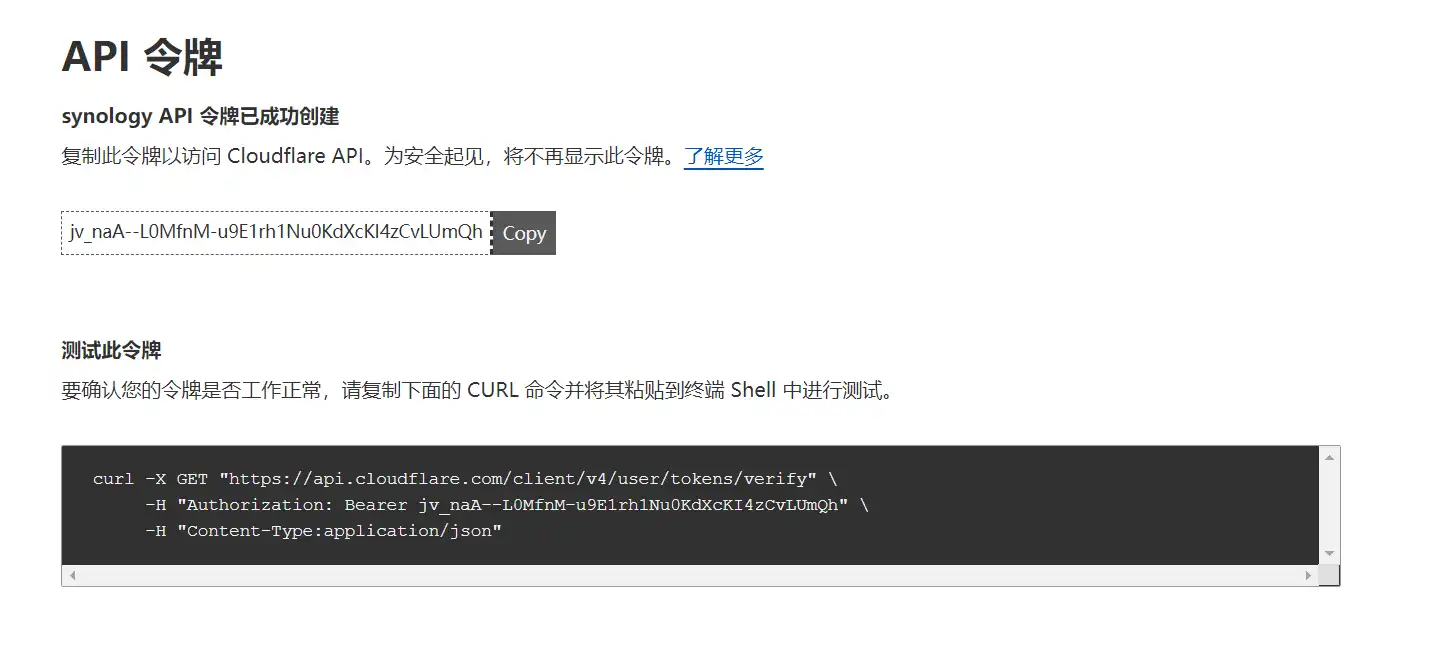 API 令牌
synology API 令牌已成功创建
复制此令牌以访问 Cloudflare API。为安全起见，将不再显示此令牌。了解更多
jv_naA--L0MfnM-u9E1rh1Nu0KdXcKI4zCvLUmQh Copy
测试此令牌
要确认您的令牌是否工作正常，请复制下面的 CURL 命令并将其粘贴到终端 Shell 中进行测试。
curl -X GET "https://api.cloudflare.com/client/v4/user/tokens/verify" \
-H "Authorization: Bearer jv_naA--L0MfnM-u9E1rh1Nu0KdXcKI4zCvLUmQh" \
-H "Content-Type:application/json"